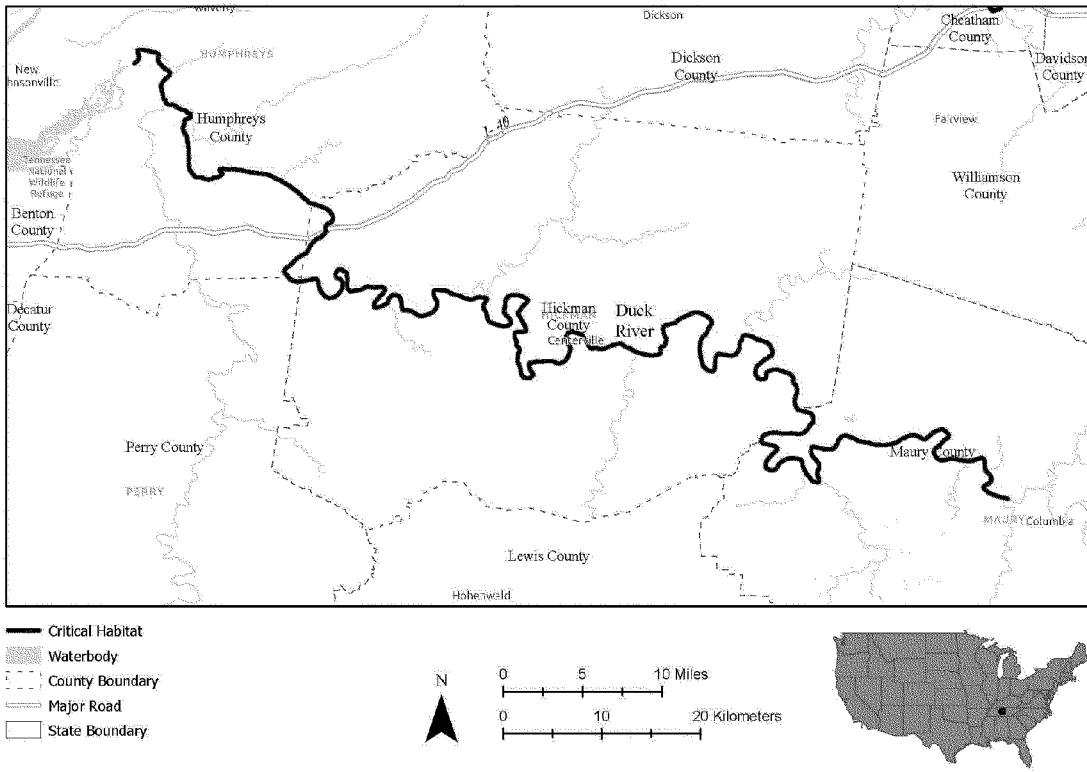 Dickson
Cheatham
County
HUMPHREYS
New
hnsonville
Dickson
County
Davidson
County
Humphreys
County
I-40
Fairview
Tennessee
National
Wildlife
Refuge
Williamson
County
Benton
County
Decatur
County
Hickman
County
HICKMAN
Centerville
Duck
River
Perry County
Maury County
PERRY
MAURY
Columbia
Lewis County
Hohenwald
Critical Habitat
Waterbody
County Boundary
Major Road
State Boundary
N
0 5 10 Miles
0 10 20 Kilometers